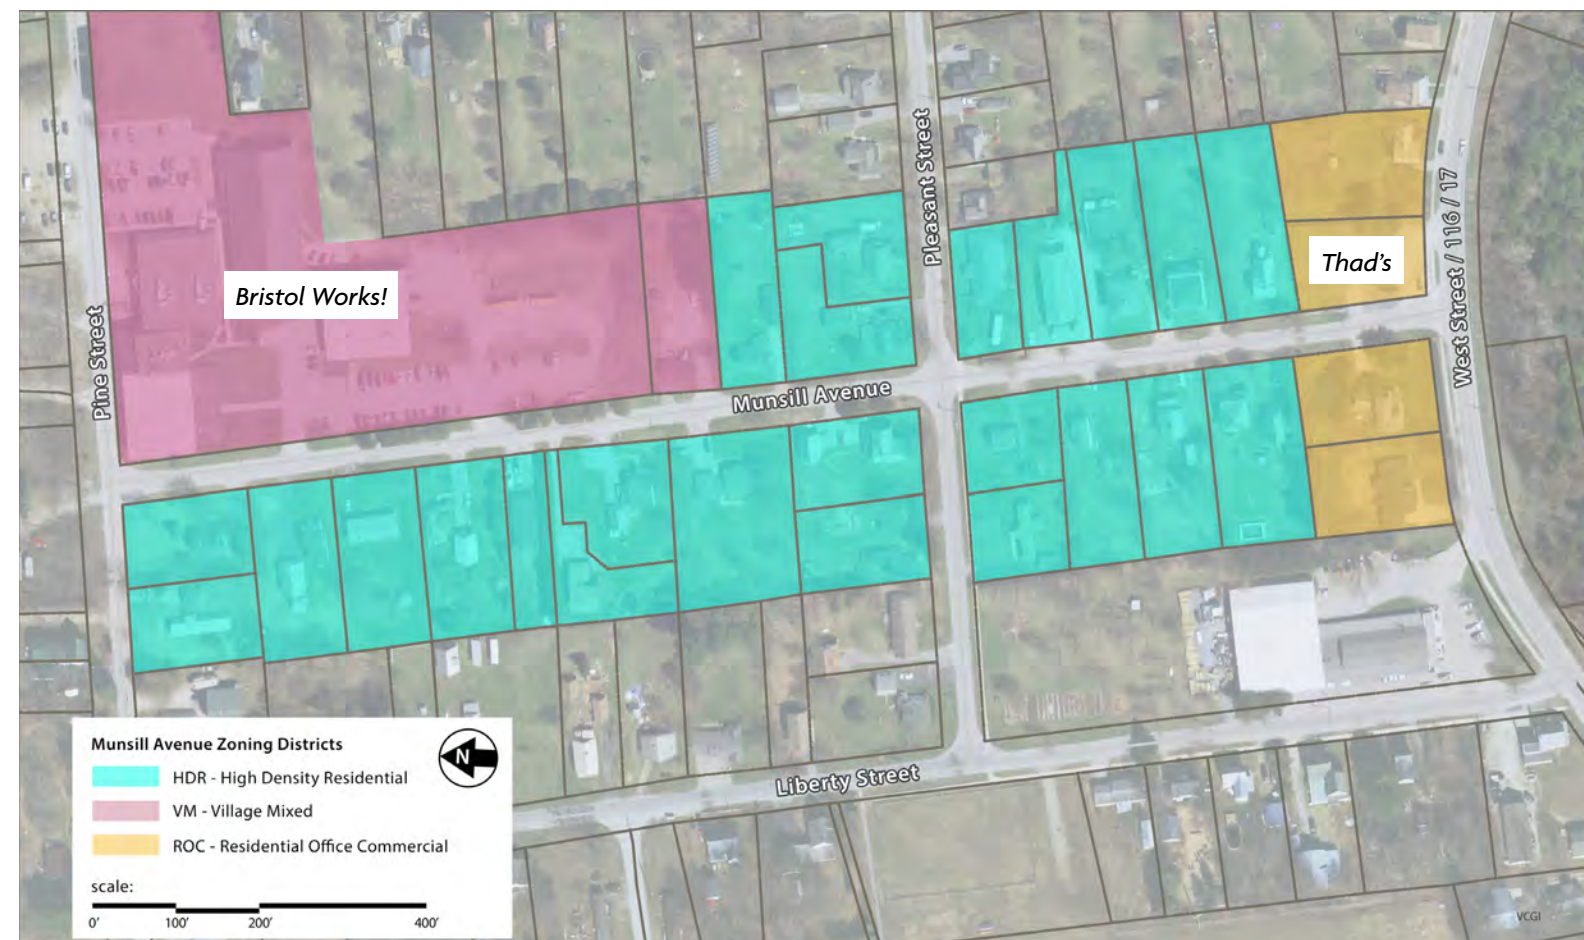 Pleasant Street
West Street / 116 / 17
Thad's
Bristol Works!
Pine Street
Munsill Avenue
Munsill Avenue Zoning Districts
N
HDR - High Density Residential
VM - Village Mixed
ROC - Residential Office Commercial
Liberty Street
scale:
0' 100' 200' 400'
VCGI